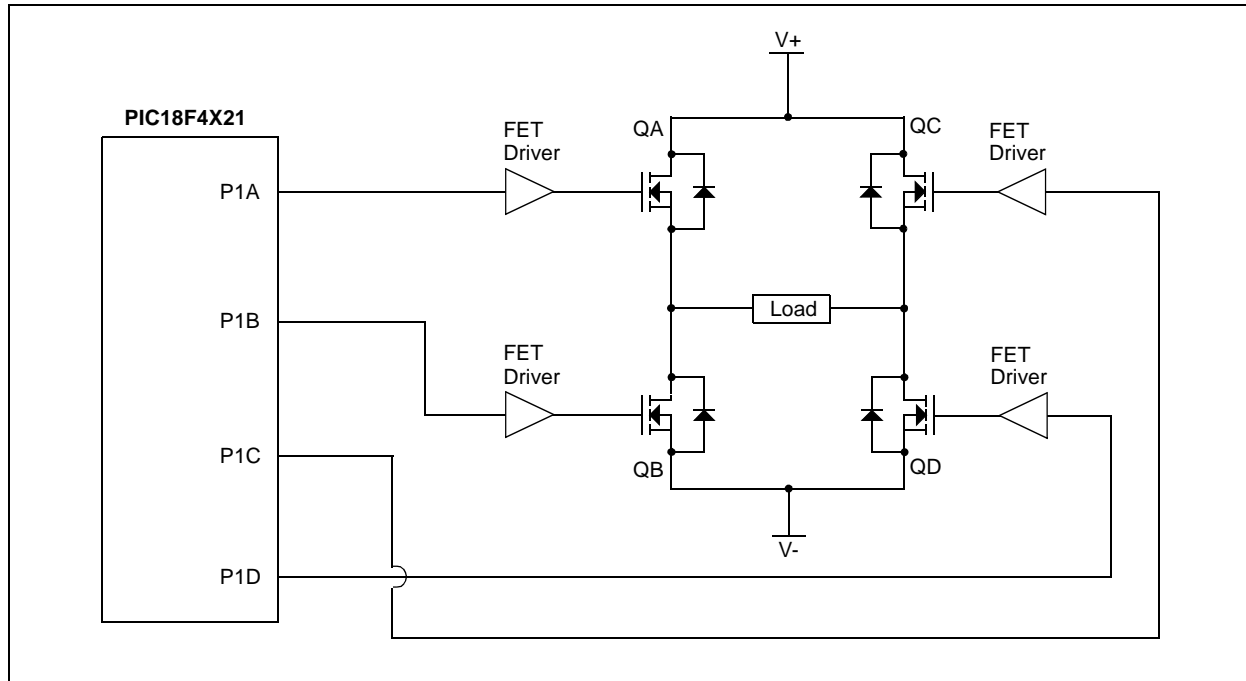 V+
PIC18F4X21
FET
Driver
QA
QC
FET
Driver
P1A
Load
P1B
FET
Driver
FET
Driver
P1C
QB
QD
V-
P1D